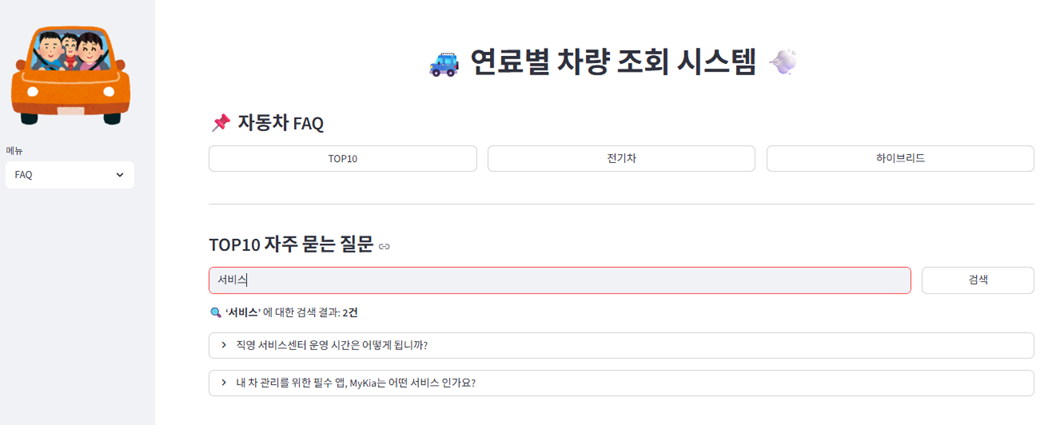 연료별 차량 조회 시스템
메뉴
FAQ
자동차 FAQ
TOP10
전기차
하이브리드
TOP10 자주 묻는 질문
서비스
검색
‘서비스’ 에 대한 검색 결과: 2건
직영 서비스센터 운영 시간은 어떻게 됩니까?
내 차 관리를 위한 필수 앱, MyKia는 어떤 서비스 인가요?